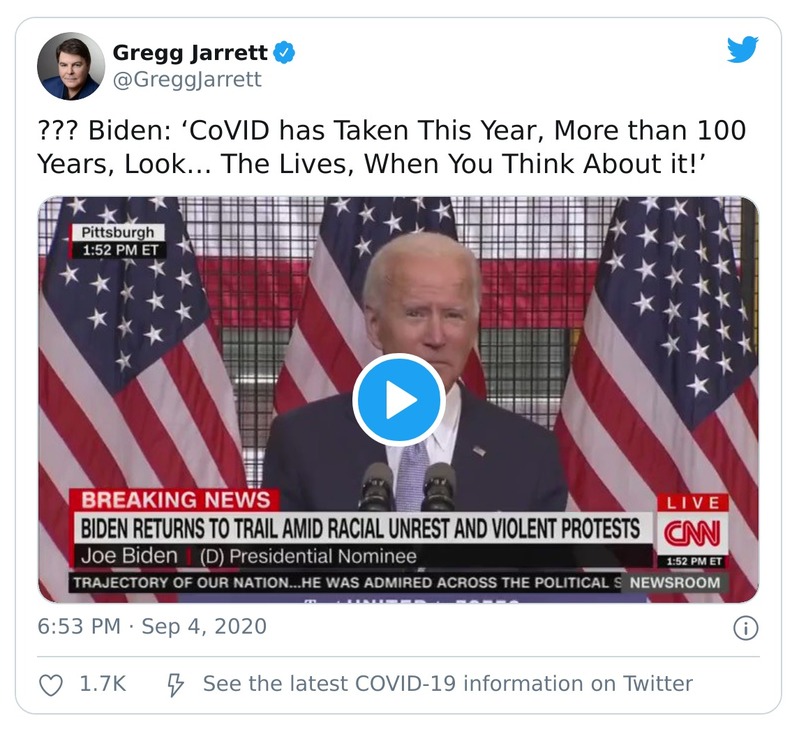 Gregg Jarrett
@GreggJarrett
??? Biden: ‘CoVID has Taken This Year, More than 100
Years, Look... The Lives, When You Think About it!’
Pittsburgh
1:52 PM ET
BREAKING NEWS
LIVE
BIDEN RETURNS TO TRAIL AMID RACIAL UNREST AND VIOLENT PROTESTS
CNN
Joe Biden | (D) Presidential Nominee
1:52 PM ET
TRAJECTORY OF OUR NATION...HE WAS ADMIRED ACROSS THE POLITICAL S
NEWSROOM
6:53 PM · Sep 4, 2020
1.7K
See the latest COVID-19 information on Twitter